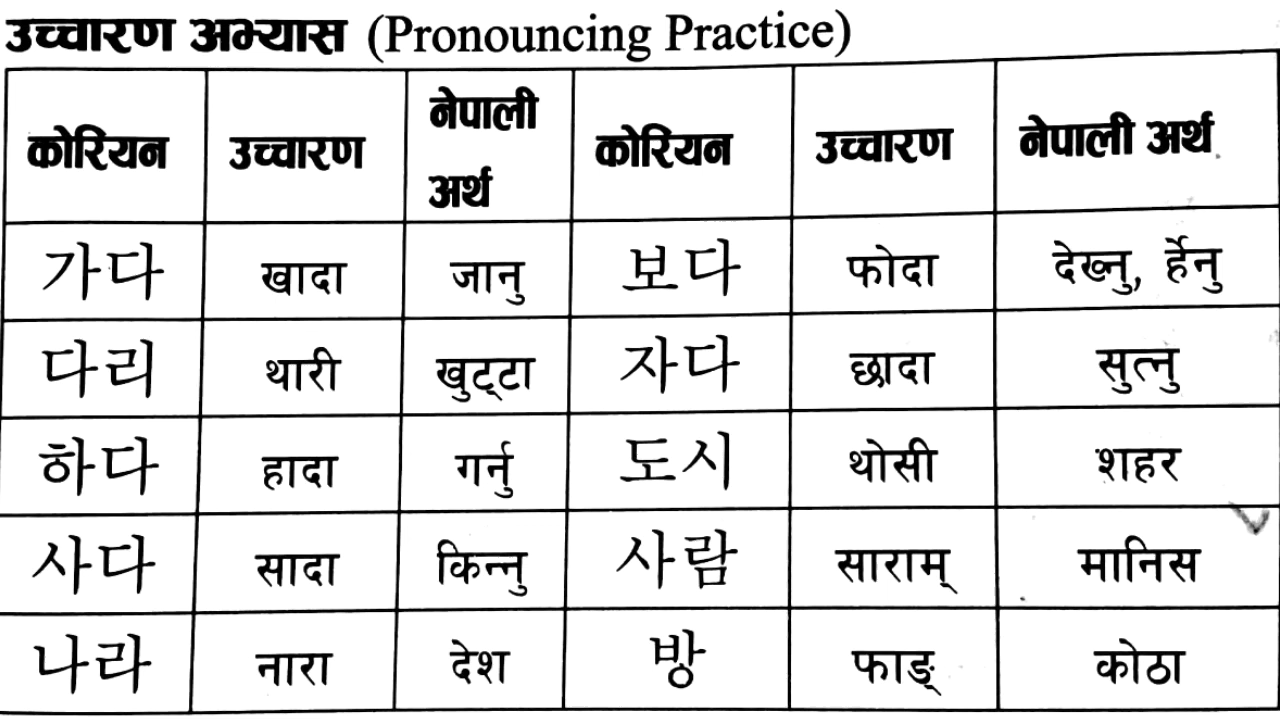 उच्चारण अभ्यास (Pronouncing Practice)
कोरियन उच्चारण नेपाली अर्थ कोरियन उच्चारण नेपाली अर्थ
가다 खादा जानु 보다 फोदा देख्नु, र्हेनु
다리 थारी खुट्टा 자다 छादा सुत्नु
하다 हादा गर्नु 도시 थोसी शहर
사다 सादा किन्नु 사람 साराम् मानिस
나라 नारा देश 방 फाङ् कोठा